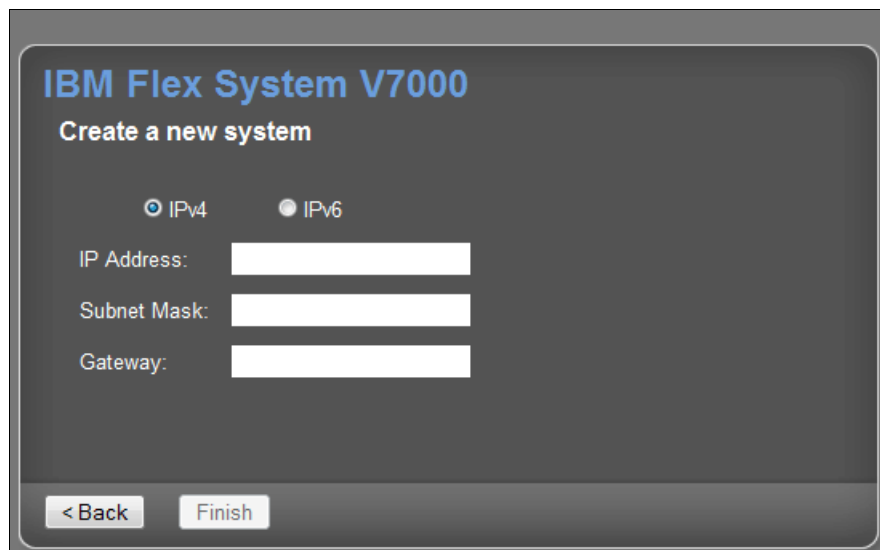 IBM Flex System V7000
Create a new system
IPv4 IPv6
IP Address:
Subnet Mask:
Gateway:
< Back Finish